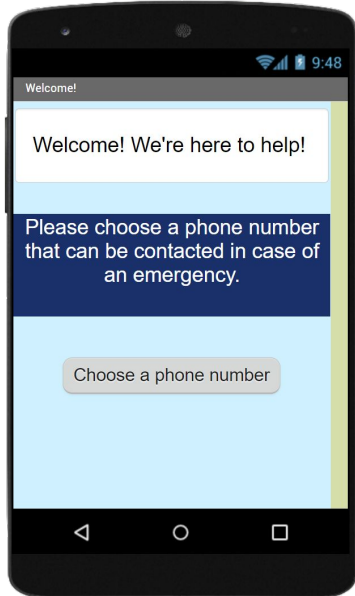 9:48
Welcome!
Welcome! We're here to help!
Please choose a phone number
that can be contacted in case of
an emergency.
Choose a phone number